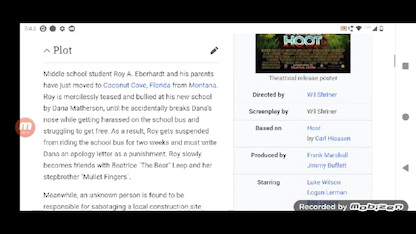 Plot
Middle school student Roy A. Eberhardt and his parents
have just moved to Coconut Cove, Florida from Montana.
Roy is mercilessly teased and bullied at his new school
by Dana Matherson, until he accidentally breaks Dana's
nose while getting harassed on the school bus and
struggling to get free. As a result, Roy gets suspended
from riding the school bus for two weeks and must write
Dana an apology letter as a punishment. Roy slowly
becomes friends with Beatrice "The Bear" Leep and her
stepbrother "Mullet Fingers".
Meanwhile, an unknown person is found to be
responsible for sabotaging a local construction site
HOOT
Theatrical release poster
Directed by Wil Shriner
Screenplay by Wil Shriner
Based on Hoot
by Carl Hiaasen
Produced by Frank Marshall
Jimmy Buffett
Starring Luke Wilson
Logan Lerman
Recorded by
MOBIZEN